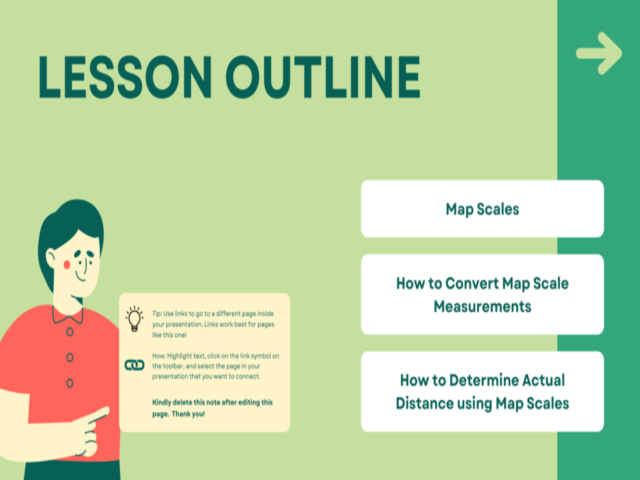 LESSON OUTLINE
Map Scales
How to Convert Map Scale
Measurements
How to Determine Actual
Distance using Map Scales
Tip: Use links to go to a different page inside
your presentation. Links work best for pages
like this one!
How: Highlight text, click on the link symbol on
the toolbar, and select the page in your
presentation that you want to connect.
Kindly delete this note after editing this
page. Thank you!